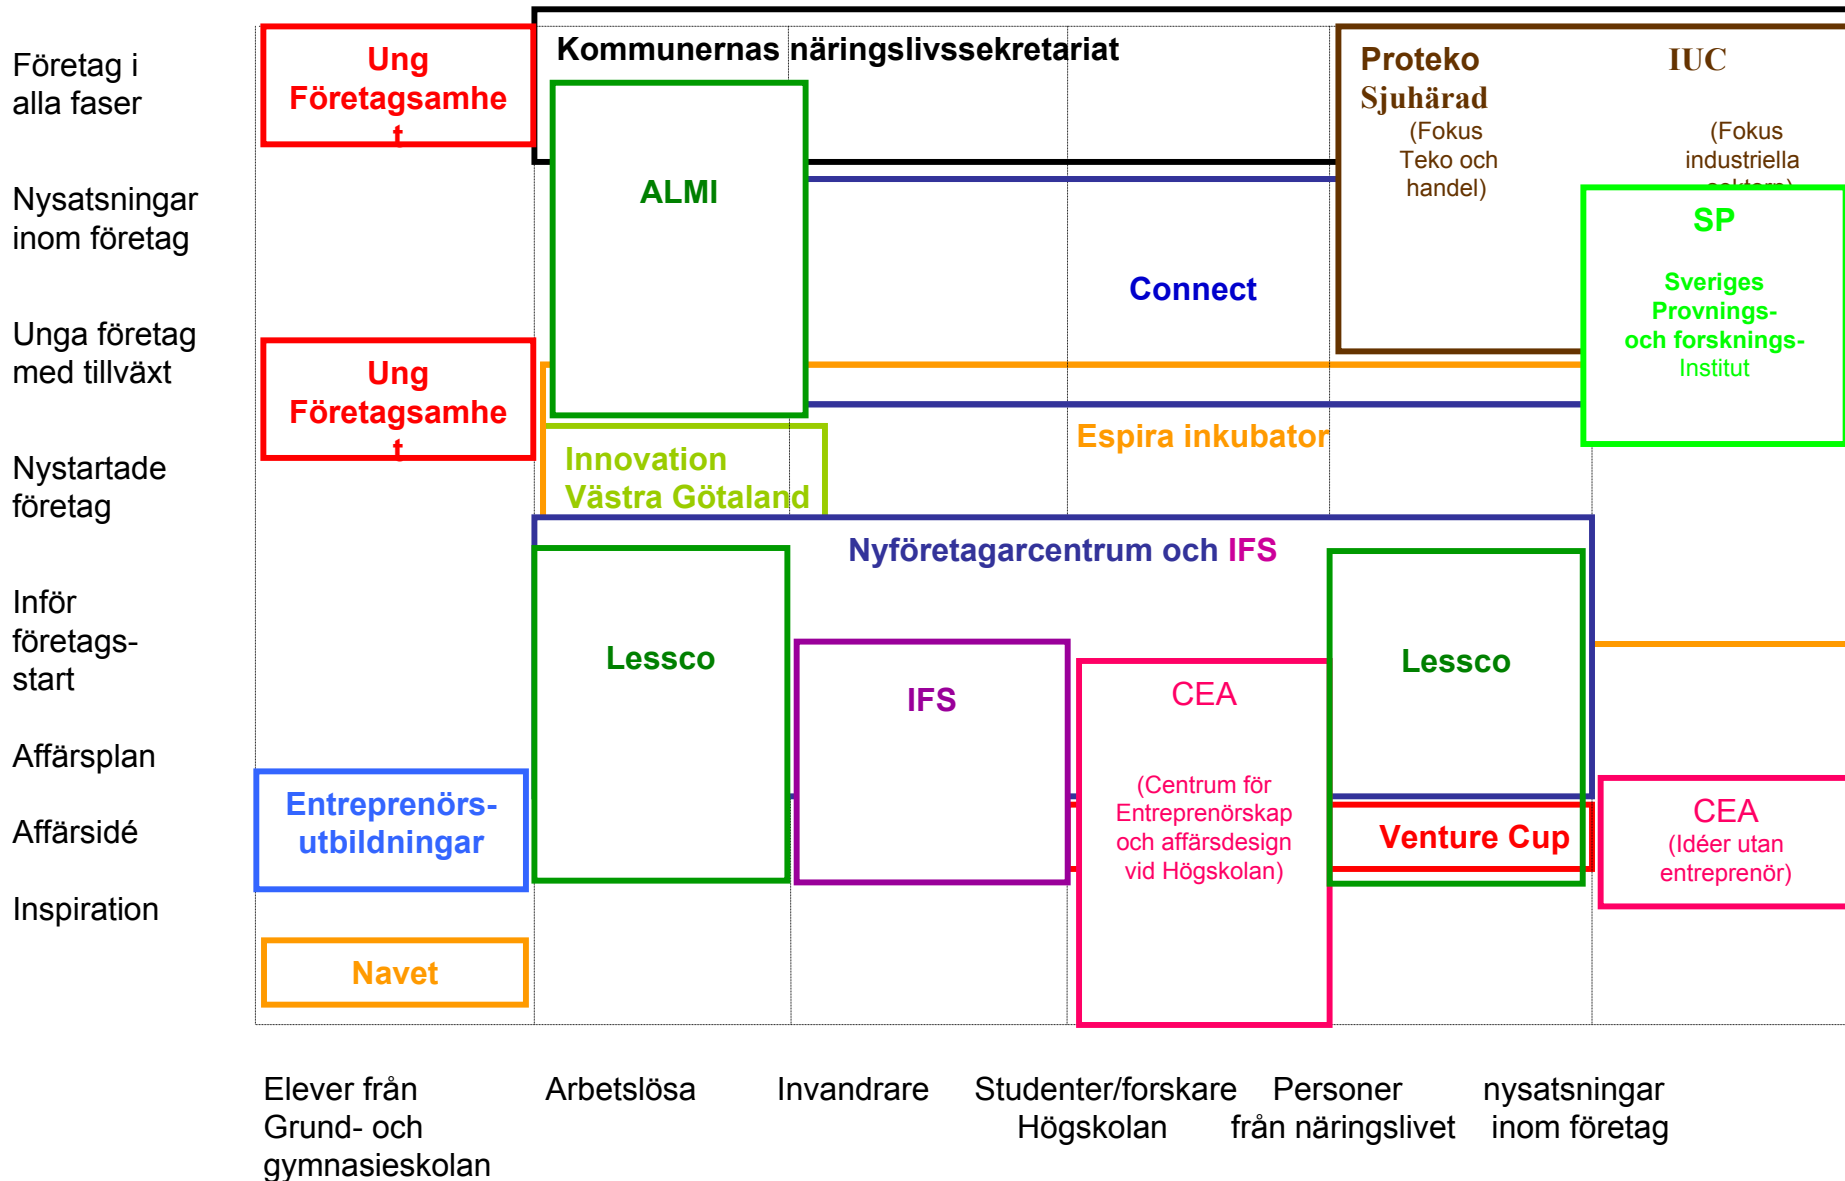 Företag i
alla faser
Nysatsningar
inom företag
Unga företag
med tillväxt
Nystartade
företag
Inför
företags-
start
Affärsplan
Affärsidé
Inspiration
Ung
Företagsamhe
t
Ung
Företagsamhe
t
Entreprenörs-
utbildningar
Navet
Kommunernas näringslivssekretariat
ALMI
Proteko
Sjuhärad
(Fokus
Teko och
handel)
IUC
(Fokus
industriella
sektorn)
SP
Sveriges
Provnings-
och forsknings-
Institut
Connect
Espira inkubator
Innovation
Västra Götaland
Nyföretagarcentrum och IFS
Lessco
IFS
CEA
(Centrum för
Entreprenörskap
och affärsdesign
vid Högskolan)
Lessco
Venture Cup
CEA
(Idéer utan
entreprenör)
Elever från
Grund- och
gymnasieskolan
Arbetslösa
Invandrare
Studenter/forskare
Högskolan
Personer
från näringslivet
nysatsningar
inom företag